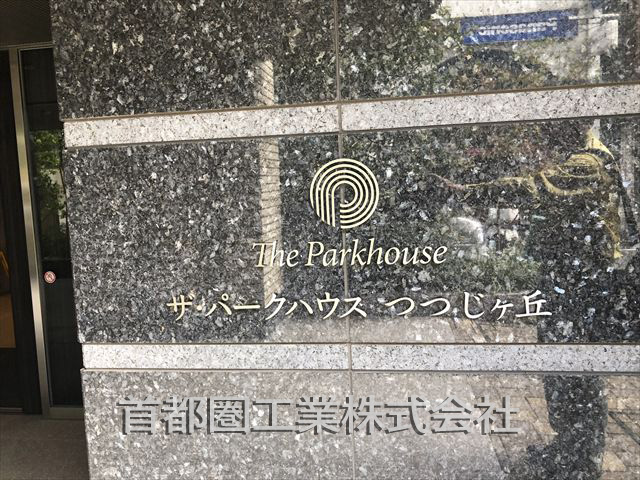 Panasonic
The Parkhouse
ザ・パークハウス つつじヶ丘
首都圏工業株式会社